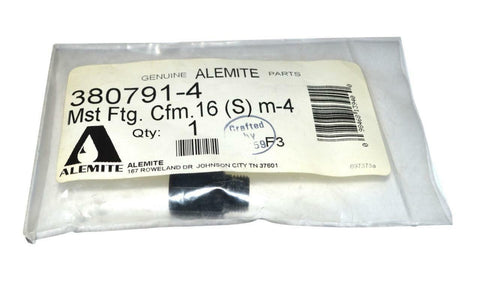 GENUINE ALEMITE PARTS
380791-4
Mst Ftg. Cfm.16 (S) m-4
Qty: 1
Crafted
by
59F3
ALEMITE
ALEMITE
167 ROWELAND DR. JOHNSON CITY TN 37601